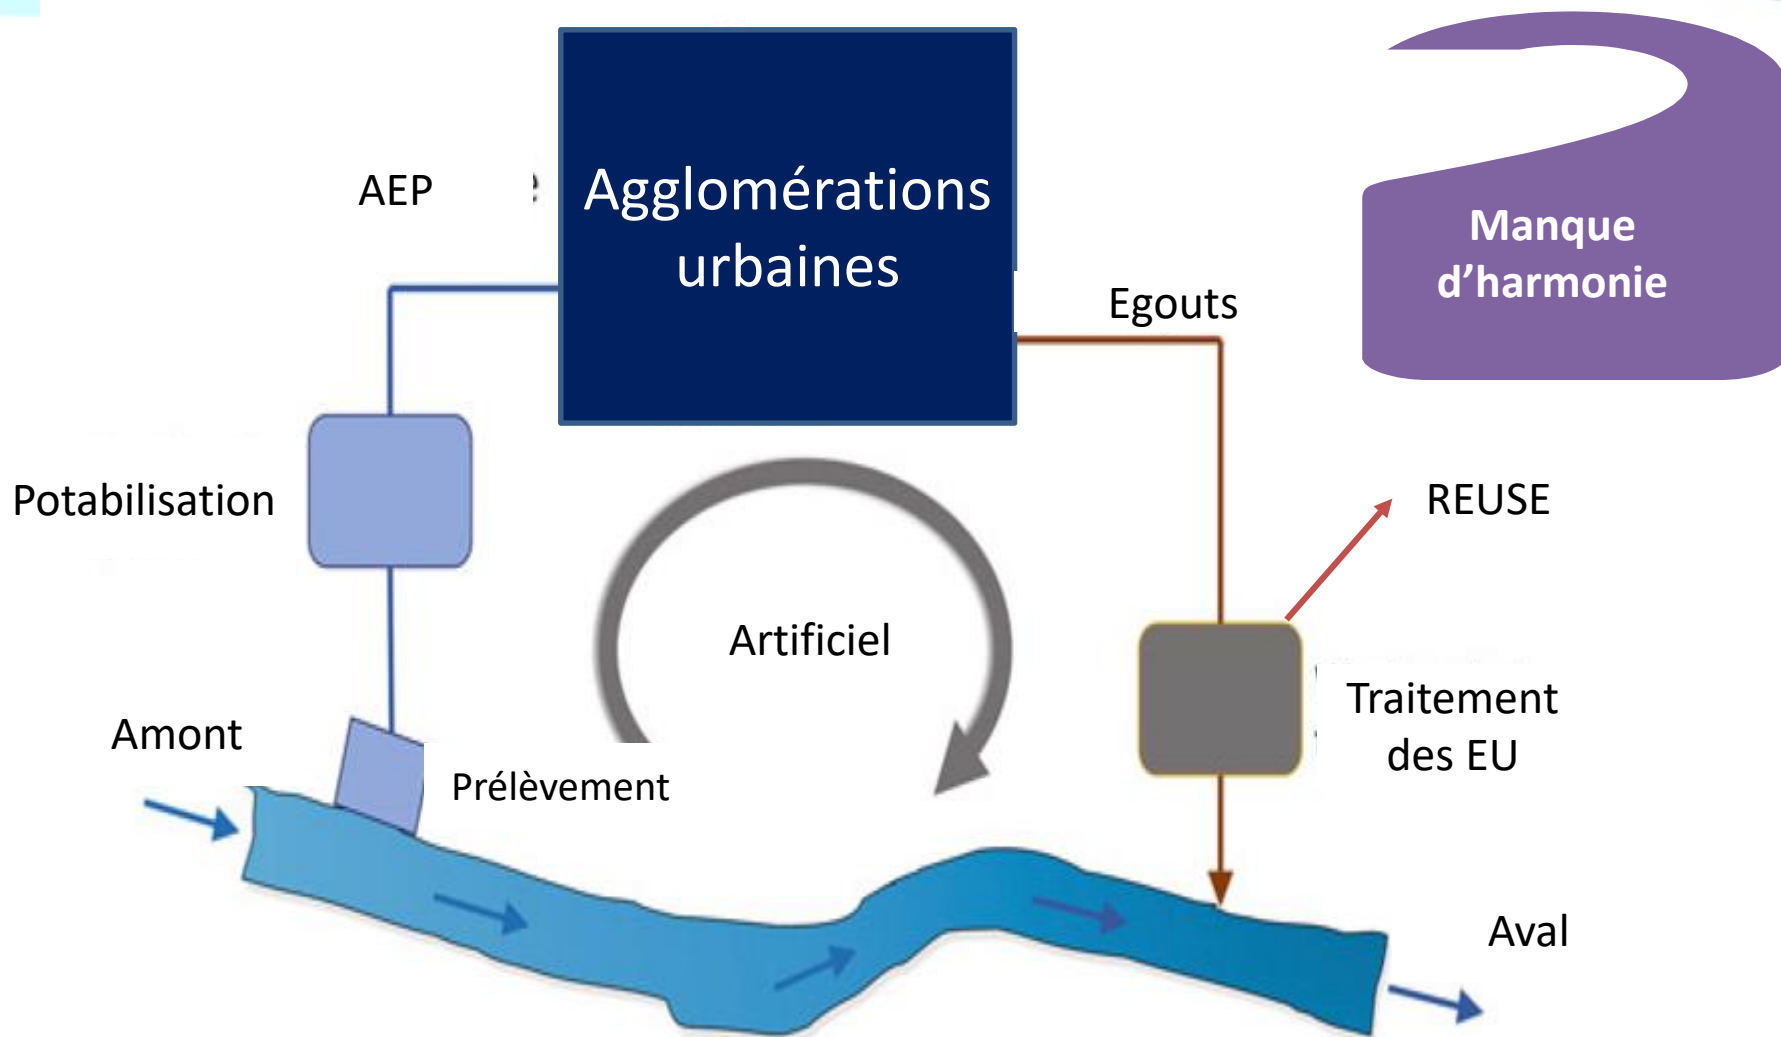 Agglomérations
urbaines
AEP
Manque
d’harmonie
Egouts
Potabilisation
REUSE
Artificiel
Traitement
des EU
Amont
Prélèvement
Aval